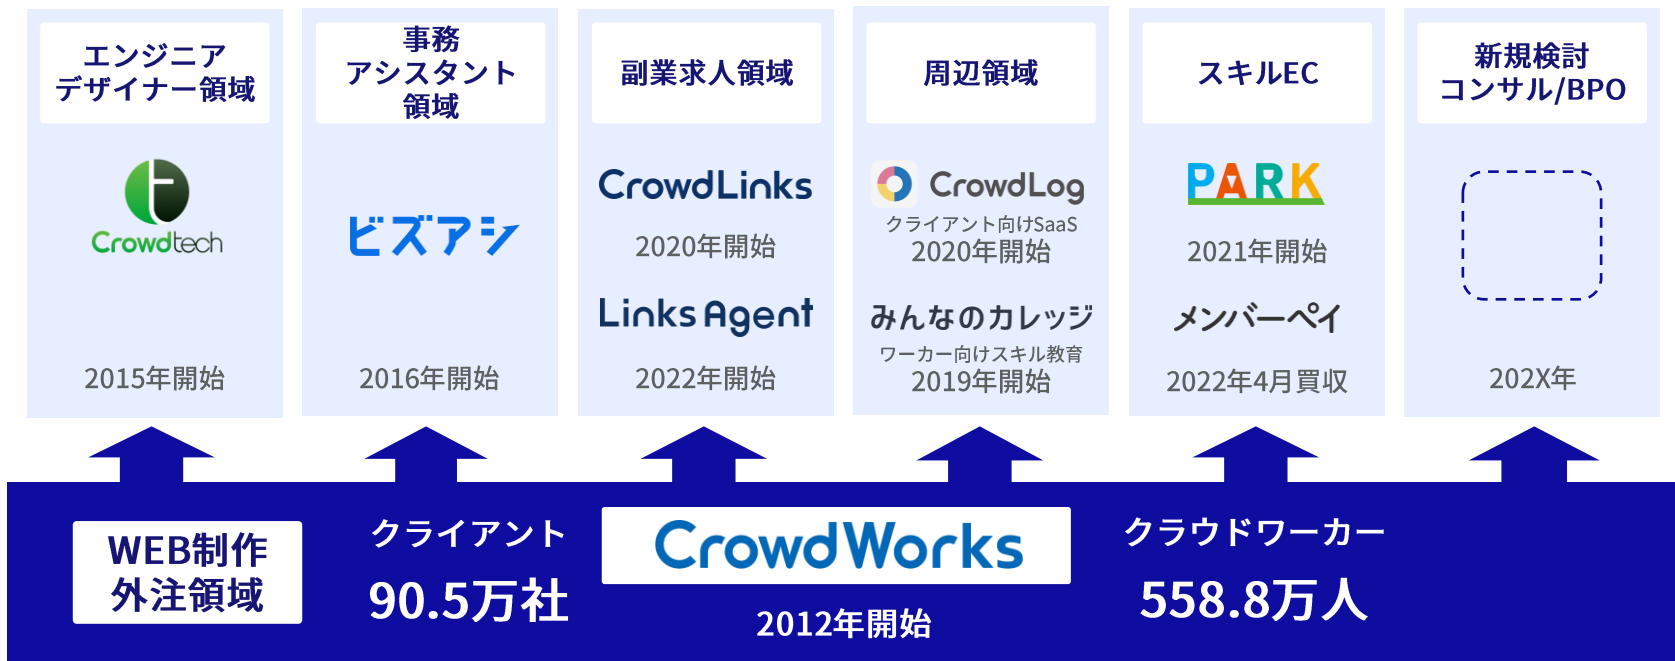 エンジニア
デザイナー領域
Crowdtech
2015年開始
事務
アシスタント
領域
ビズアシ
2016年開始
副業求人領域
CrowdLinks
2020年開始
Links Agent
2022年開始
周辺領域
CrowdLog
クライアント向けSaaS
2020年開始
みんなのカレッジ
ワーカー向けスキル教育
2019年開始
スキルEC
PARK
2021年開始
メンバーペイ
2022年4月買収
新規検討
コンサル/BPO
202X年
WEB制作
外注領域
クライアント
90.5万社
CrowdWorks
2012年開始
クラウドワーカー
558.8万人